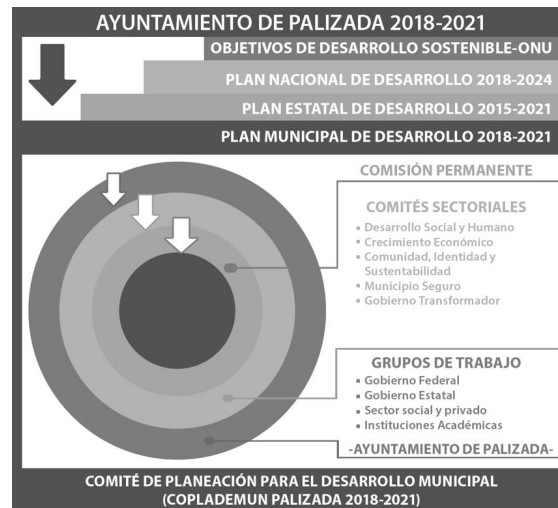 AYUNTAMIENTO DE PALIZADA 2018-2021
OBJETIVOS DE DESARROLLO SOSTENIBLE-ONU
PLAN NACIONAL DE DESARROLLO 2018-2024
PLAN ESTATAL DE DESARROLLO 2015-2021
PLAN MUNICIPAL DE DESARROLLO 2018-2021
COMISIÓN PERMANENTE
COMITÉS SECTORIALES
▪ Desarrollo Social y Humano
▪ Crecimiento Económico
▪ Comunidad, Identidad y
Sustentabilidad
▪ Municipio Seguro
▪ Gobierno Transformador
GRUPOS DE TRABAJO
▪ Gobierno Federal
▪ Gobierno Estatal
▪ Sector social y privado
▪ Instituciones Académicas
-AYUNTAMIENTO DE PALIZADA-
COMITÉ DE PLANEACIÓN PARA EL DESARROLLO MUNICIPAL
(COPLADEMUN PALIZADA 2018-2021)